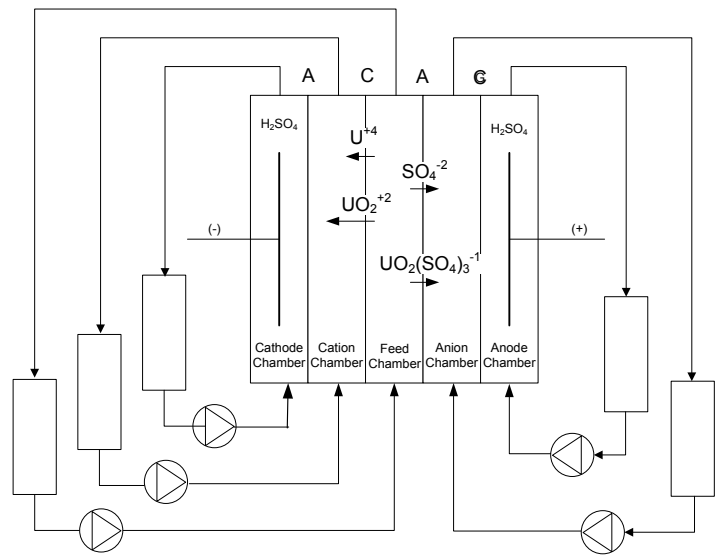 A C A C
H₂SO₄ H₂SO₄
U⁺⁴
SO₄⁻²
UO₂⁺²
(-) (+)
UO₂(SO₄)₃⁻¹
Cathode Chamber
Cation Chamber
Feed Chamber
Anion Chamber
Anode Chamber